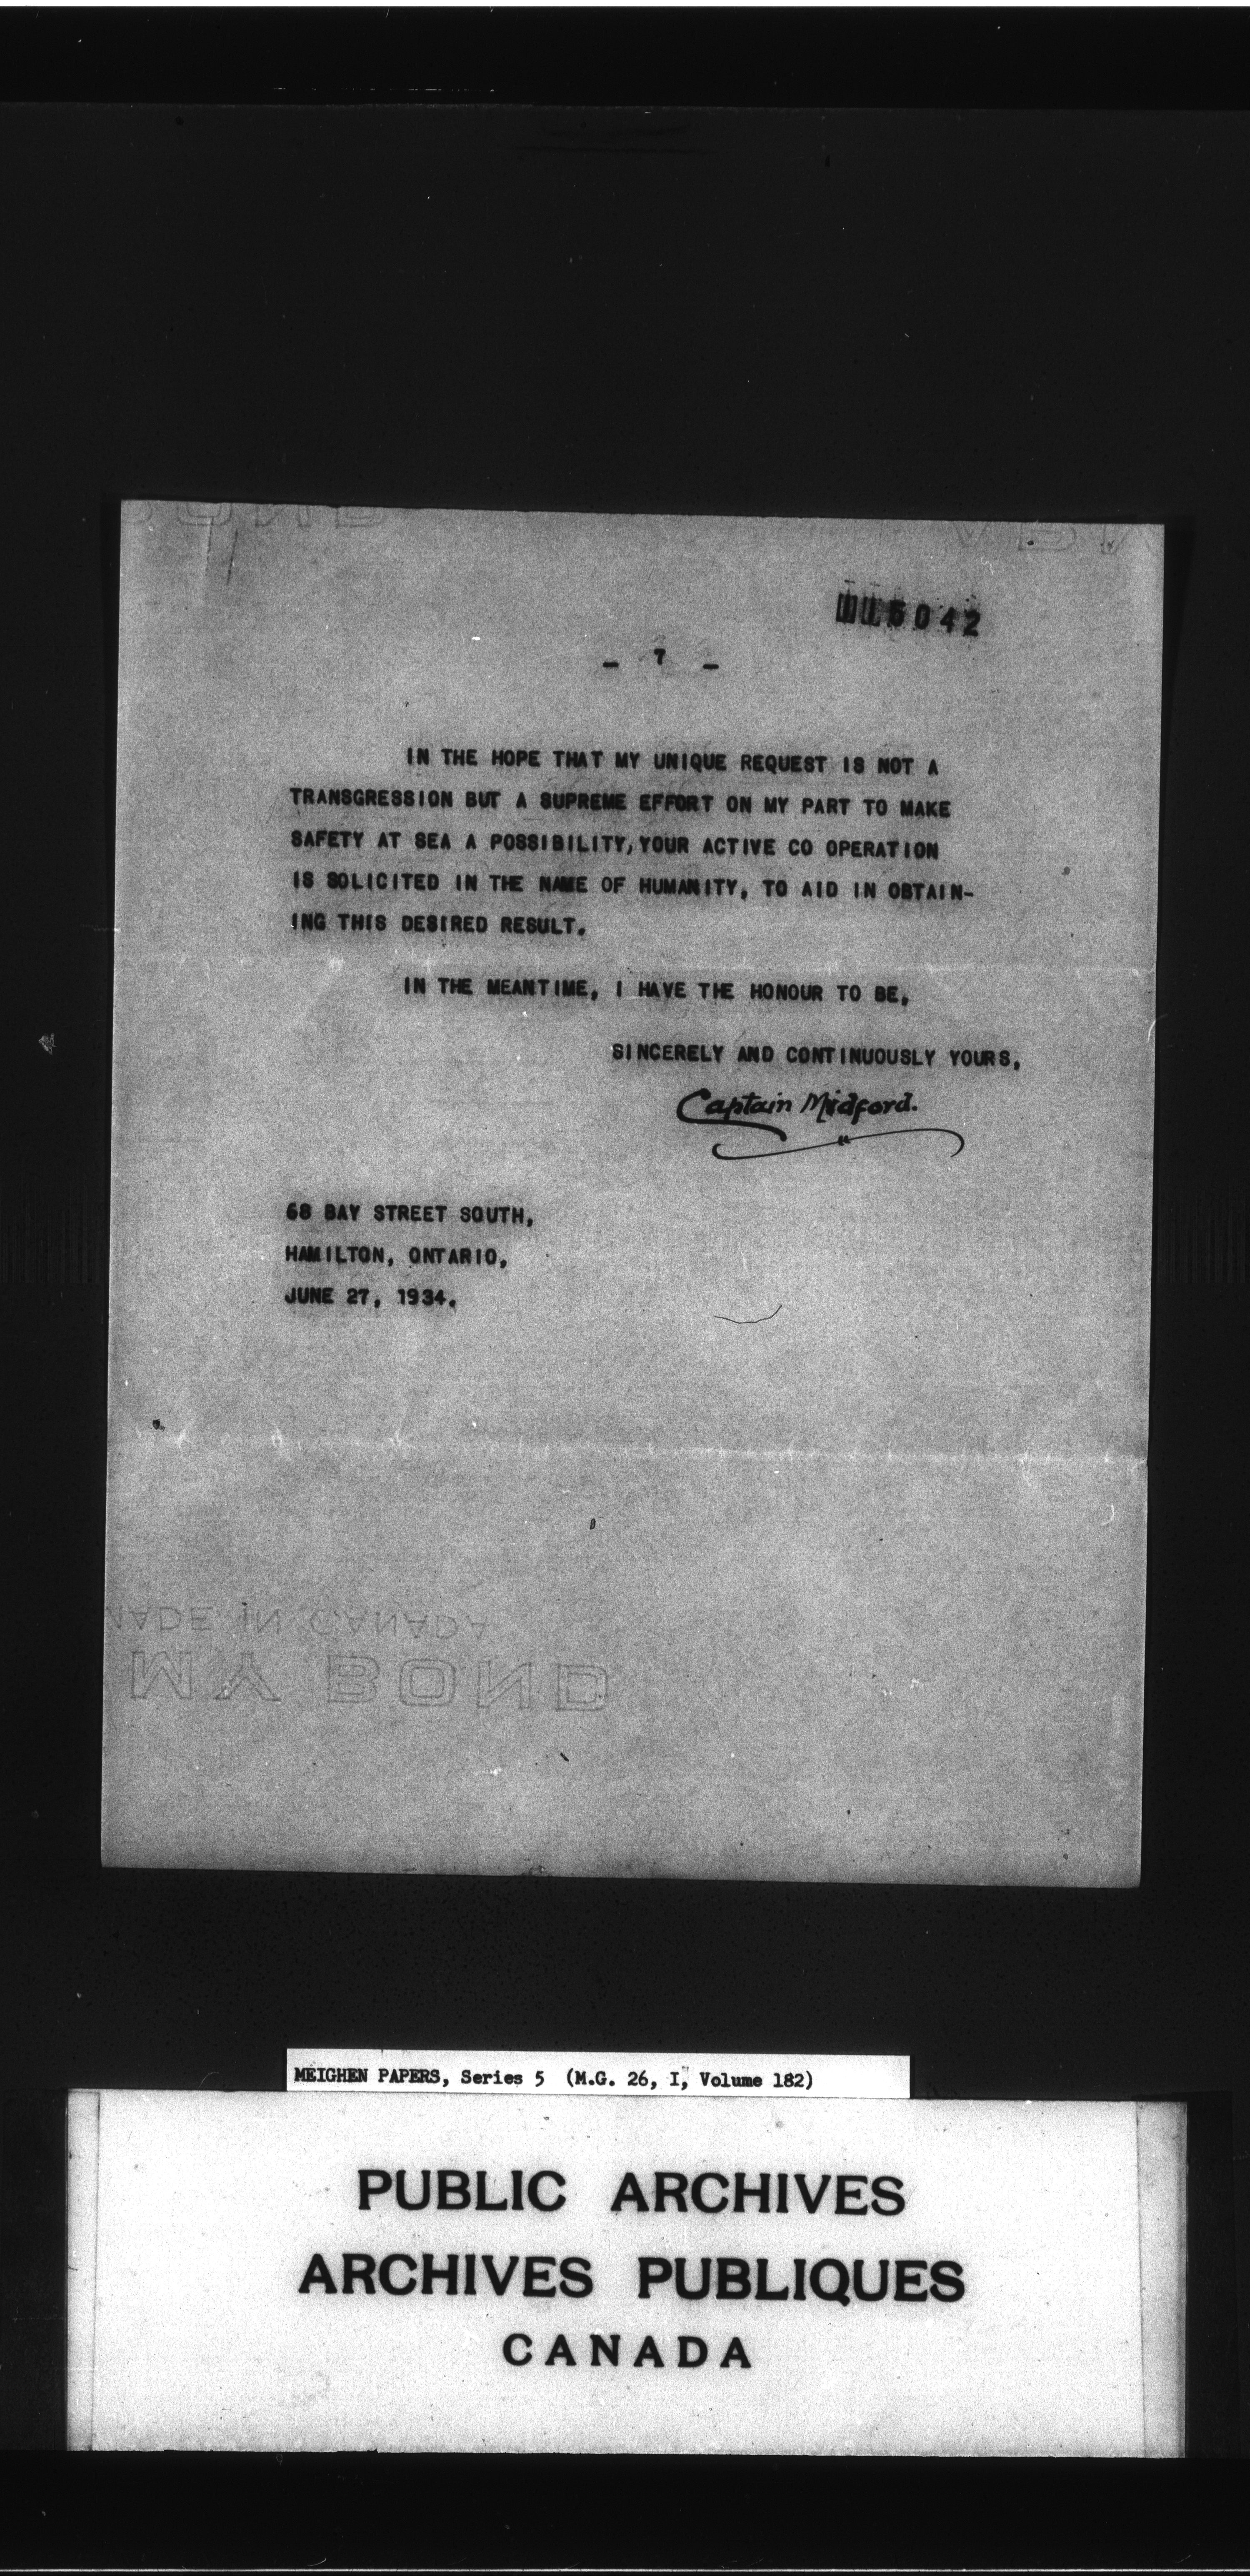 5042
- 7 -
IN THE HOPE THAT MY UNIQUE REQUEST IS NOT A
TRANSGRESSION BUT A SUPREME EFFORT ON MY PART TO MAKE
SAFETY AT SEA A POSSIBILITY, YOUR ACTIVE CO OPERATION
IS SOLICITED IN THE NAME OF HUMANITY, TO AID IN OBTAIN-
ING THIS DESIRED RESULT.
IN THE MEANTIME, I HAVE THE HONOUR TO BE,
SINCERELY AND CONTINUOUSLY YOURS,
Captain Midford.
68 BAY STREET SOUTH,
HAMILTON, ONTARIO,
JUNE 27, 1934.
MADE IN CANADA
MY BOND
MEIGHEN PAPERS, Series 5 (M.G. 26, I, Volume 182)
PUBLIC ARCHIVES
ARCHIVES PUBLIQUES
CANADA